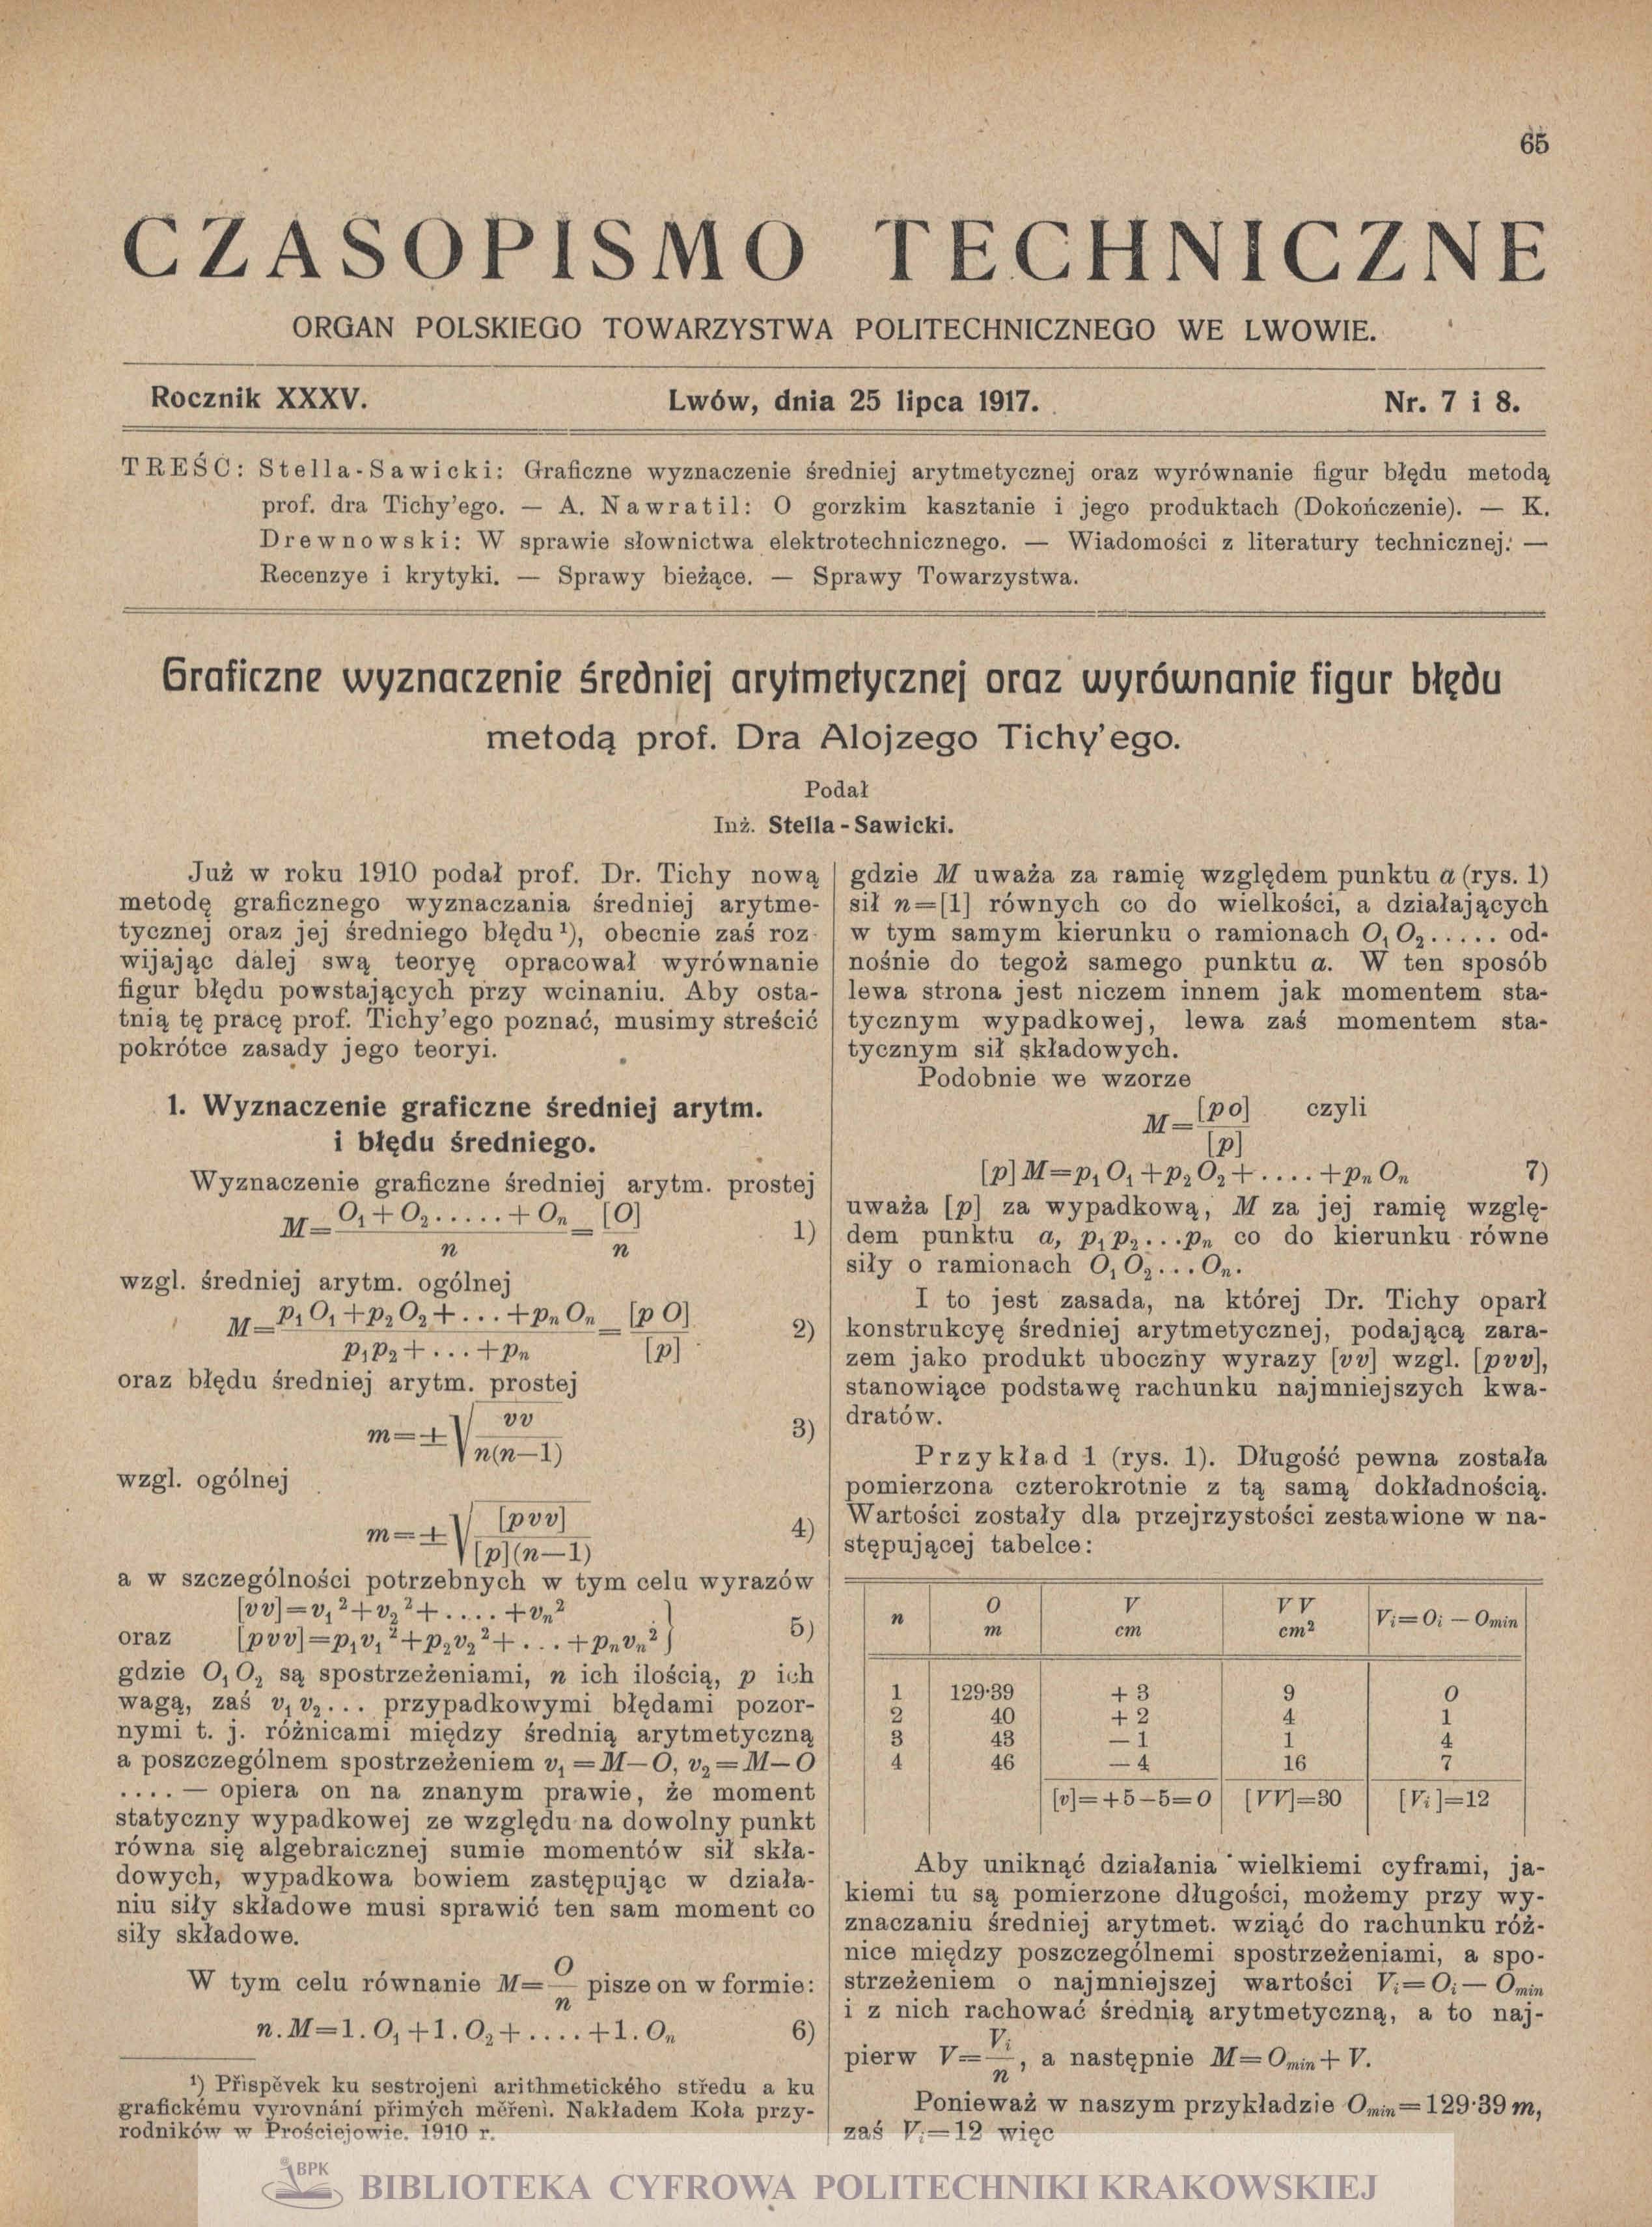 65
CZASOPISMO TECHNICZNE
ORGAN POLSKIEGO TOWARZYSTWA POLITECHNICZNEGO WE LWOWIE.
Rocznik XXXV. Lwów, dnia 25 lipca 1917. Nr. 7 i 8.
TREŚĆ: Stella-Sawicki: Graficzne wyznaczenie średniej arytmetycznej oraz wyrównanie figur błędu metodą
prof. dra Tichy'ego. — A. Nawratil: O gorzkim kasztanie i jego produktach (Dokończenie). — K.
Drewnowski: W sprawie słownictwa elektrotechnicznego. — Wiadomości z literatury technicznej. —
Recenzye i krytyki. — Sprawy bieżące. — Sprawy Towarzystwa.
Graficzne wyznaczenie średniej arytmetycznej oraz wyrównanie figur błędu
metodą prof. Dra Alojzego Tichy'ego.
Podał
Inż. Stella-Sawicki.
Już w roku 1910 podał prof. Dr. Tichy nową
metodę graficznego wyznaczania średniej arytme-
tycznej oraz jej średniego błędu¹), obecnie zaś roz
wijając dalej swą teoryę opracował wyrównanie
figur błędu powstających przy wcinaniu. Aby osta-
tnią tę pracę prof. Tichy'ego poznać, musimy streścić
pokrótce zasady jego teoryi.
1. Wyznaczenie graficzne średniej arytm.
i błędu średniego.
Wyznaczenie graficzne średniej arytm. prostej
M = O₁ + O₂ ..... + Oₙ / n = [O] / n 1)
wzgl. średniej arytm. ogólnej
M = p₁ O₁ + p₂ O₂ + ... + pₙ Oₙ / p₁ p₂ + ... + pₙ = [p O] / [p] 2)
oraz błędu średniej arytm. prostej
m = ± √ vv / n(n—1) 3)
wzgl. ogólnej
m = ± √ [pvv] / [p](n—1) 4)
a w szczególności potrzebnych w tym celu wyrazów
[vv] = v₁² + v₂² + .... + vₙ²
oraz [pvv] = p₁v₁² + p₂v₂² + ... + pₙvₙ² } 5)
gdzie O₁ O₂ są spostrzeżeniami, n ich ilością, p ich
wagą, zaś v₁ v₂... przypadkowymi błędami pozor-
nymi t. j. różnicami między średnią arytmetyczną
a poszczególnem spostrzeżeniem v₁ = M — O, v₂ = M — O
.... — opiera on na znanym prawie, że moment
statyczny wypadkowej ze względu na dowolny punkt
równa się algebraicznej sumie momentów sił skła-
dowych, wypadkowa bowiem zastępując w działa-
niu siły składowe musi sprawić ten sam moment co
siły składowe.
W tym celu równanie M = O / n pisze on w formie:
n . M = 1 . O₁ + 1 . O₂ + .... + 1 . Oₙ 6)
¹) Přispěvek ku sestrojeni arithmetického středu a ku
grafickému vyrovnání přimých měřeni. Nakładem Koła przy-
rodników w Prościejowie. 1910 r.
gdzie M uważa za ramię względem punktu a (rys. 1)
sił n = [1] równych co do wielkości, a działających
w tym samym kierunku o ramionach O₁ O₂..... od-
nośnie do tegoż samego punktu a. W ten sposób
lewa strona jest niczem innem jak momentem sta-
tycznym wypadkowej, lewa zaś momentem sta-
tycznym sił składowych.
Podobnie we wzorze
M = [po] / [p] czyli
[p] M = p₁ O₁ + p₂ O₂ + .... + pₙ Oₙ 7)
uważa [p] za wypadkową, M za jej ramię wzglę-
dem punktu a, p₁ p₂...pₙ co do kierunku równe
siły o ramionach O₁ O₂...Oₙ.
I to jest zasada, na której Dr. Tichy oparł
konstrukcyę średniej arytmetycznej, podającą zara-
zem jako produkt uboczny wyrazy [vv] wzgl. [pvv],
stanowiące podstawę rachunku najmniejszych kwa-
dratów.
Przykład 1 (rys. 1). Długość pewna została
pomierzona czterokrotnie z tą samą dokładnością.
Wartości zostały dla przejrzystości zestawione w na-
stępującej tabelce:
n O m V cm VV cm² Vi = Oi — Omin
1 129·39 + 3 9 0
2 40 + 2 4 1
3 43 — 1 1 4
4 46 — 4 16 7
[v] = + 5 — 5 = 0 [VV] = 30 [Vi] = 12
Aby uniknąć działania wielkiemi cyframi, ja-
kiemi tu są pomierzone długości, możemy przy wy-
znaczaniu średniej arytmet. wziąć do rachunku róż-
nice między poszczególnemi spostrzeżeniami, a spo-
strzeżeniem o najmniejszej wartości Vi = Oi — Omin
i z nich rachować średnią arytmetyczną, a to naj-
pierw V = Vi / n, a następnie M = Omin + V.
Ponieważ w naszym przykładzie Omin = 129·39 m,
zaś Vi = 12 więc
BPK BIBLIOTEKA CYFROWA POLITECHNIKI KRAKOWSKIEJ